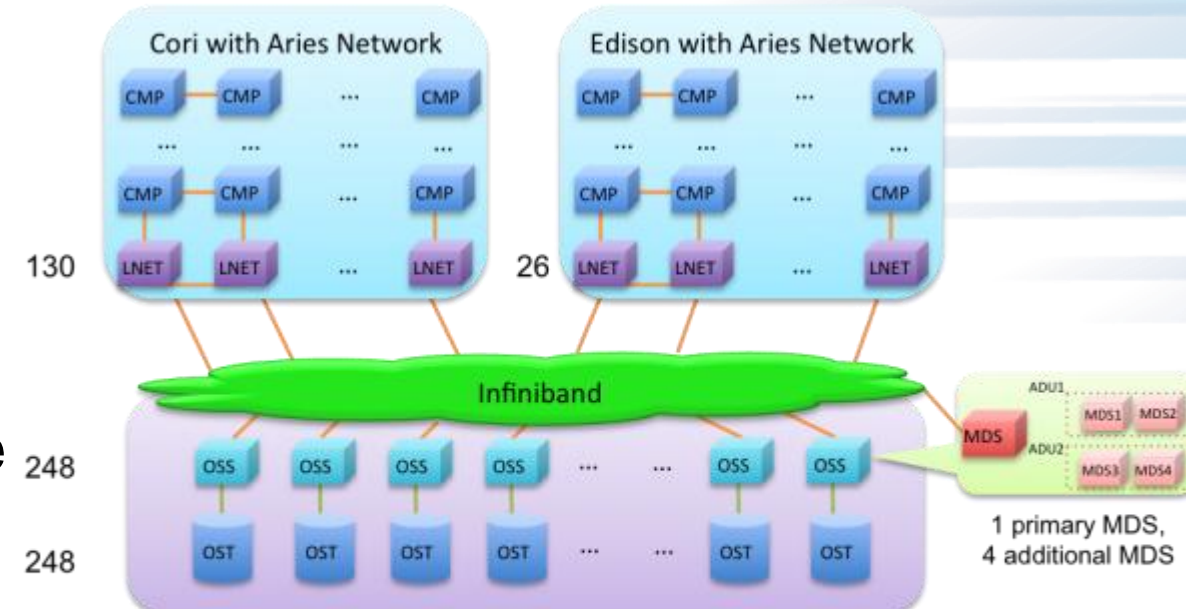 Cori with Aries Network
Edison with Aries Network
CMP CMP ... CMP
CMP CMP ... CMP
... ... ... ...
... ... ... ...
CMP CMP ... CMP
CMP CMP ... CMP
130 LNET LNET ... LNET
26 LNET LNET ... LNET
Infiniband
ADU1
MDS1 MDS2
MDS
ADU2
MDS3 MDS4
e 248 OSS OSS OSS OSS ... ... OSS OSS
1 primary MDS,
4 additional MDS
248 OST OST OST OST ... ... OST OST